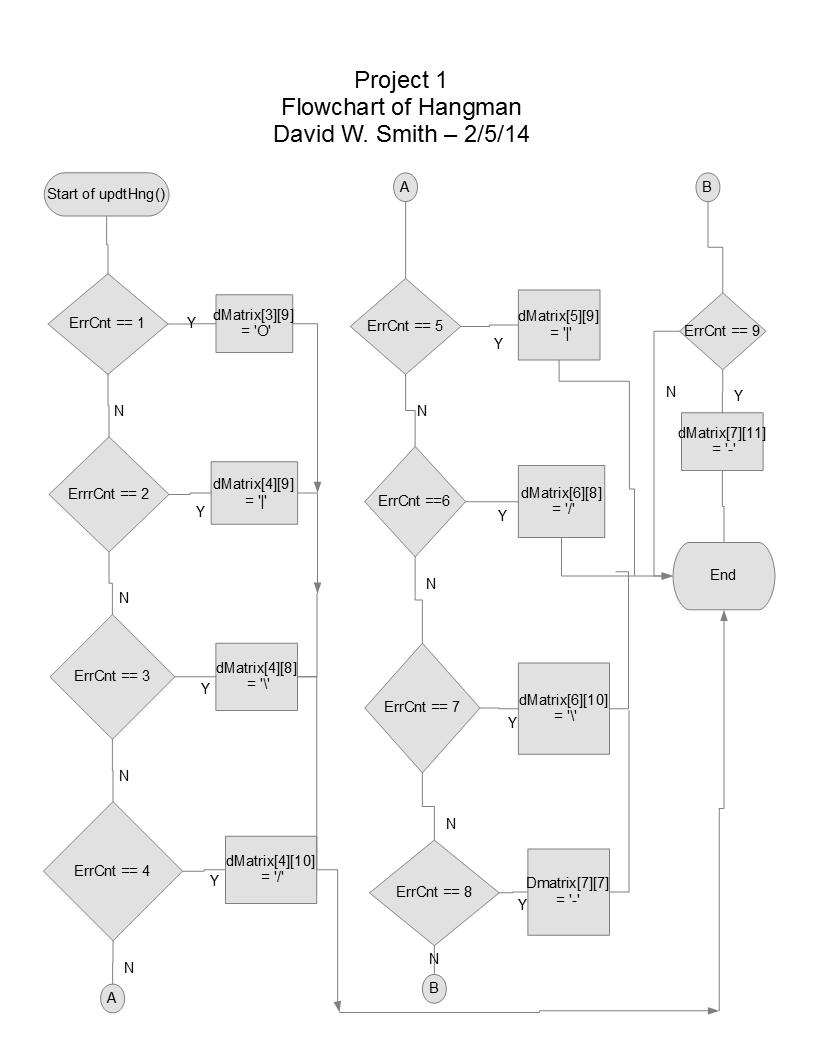 Project 1
Flowchart of Hangman
David W. Smith – 2/5/14
Start of updtHng()
ErrCnt == 1
Y
dMatrix[3][9]
= 'O'
N
ErrrCnt == 2
Y
dMatrix[4][9]
= '|'
N
ErrCnt == 3
Y
dMatrix[4][8]
= '\'
N
ErrCnt == 4
Y
dMatrix[4][10]
= '/'
N
A
A
ErrCnt == 5
Y
dMatrix[5][9]
= '|'
N
ErrCnt ==6
Y
dMatrix[6][8]
= '/'
N
ErrCnt == 7
Y
dMatrix[6][10]
= '\'
N
ErrCnt == 8
Y
Dmatrix[7][7]
= '-'
N
B
B
ErrCnt == 9
N
Y
dMatrix[7][11]
= '-'
End